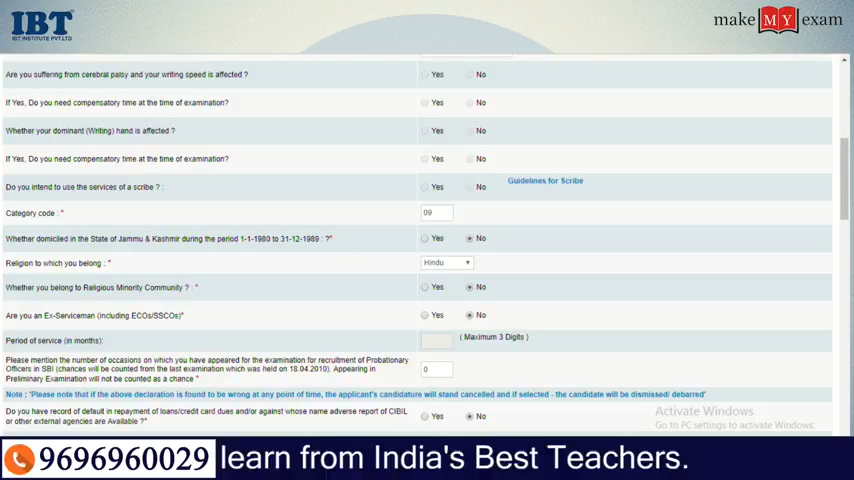 IBT
IBT INSTITUTE PVT.LTD
make MY exam
Are you suffering from cerebral palsy and your writing speed is affected ?
Yes No
If Yes, Do you need compensatory time at the time of examination?
Yes No
Whether your dominant (Writing) hand is affected ?
Yes No
If Yes, Do you need compensatory time at the time of examination?
Yes No
Do you intend to use the services of a scribe ? :
Yes No Guidelines for Scribe
Category code : *
09
Whether domiciled in the State of Jammu & Kashmir during the period 1-1-1980 to 31-12-1989 : ?*
Yes No
Religion to which you belong : *
Hindu
Whether you belong to Religious Minority Community ? : *
Yes No
Are you an Ex-Serviceman (including ECOs/SSCOs)*
Yes No
Period of service (in months):
( Maximum 3 Digits )
Please mention the number of occasions on which you have appeared for the examination for recruitment of Probationary
Officers in SBI (chances will be counted from the last examination which was held on 18.04.2010). Appearing in
Preliminary Examination will not be counted as a chance *
0
Note : 'Please note that if the above declaration is found to be wrong at any point of time, the applicant's candidature will stand cancelled and if selected - the candidate will be dismissed/ debarred'
Do you have record of default in repayment of loans/credit card dues and/or against whose name adverse report of CIBIL
or other external agencies are Available ?*
Yes No
Activate Windows
Go to PC settings to activate Windows.
9696960029 learn from India's Best Teachers.